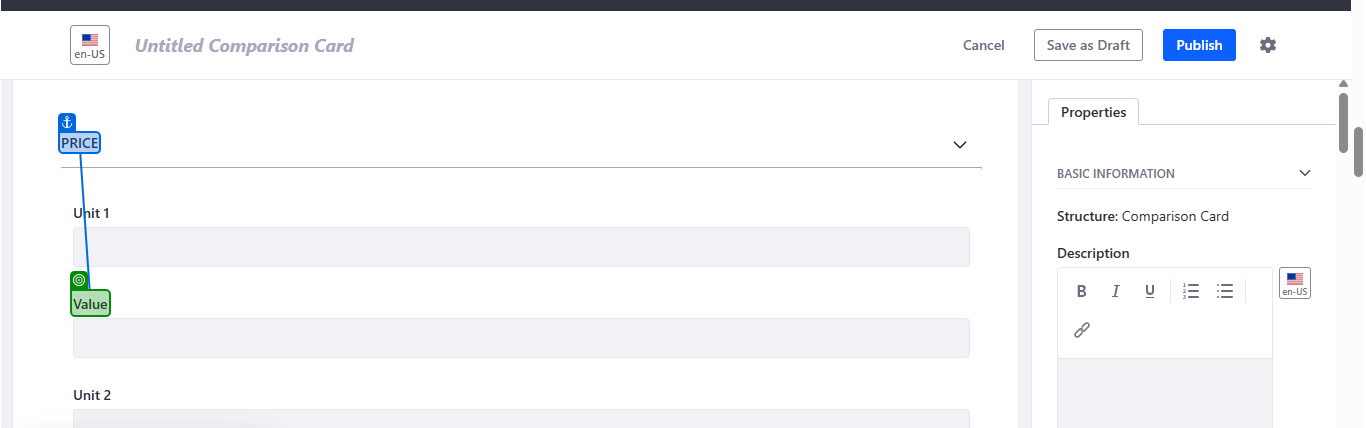 en-US
Untitled Comparison Card
Cancel
Save as Draft
Publish
PRICE
Unit 1
Value
Unit 2
Properties
BASIC INFORMATION
Structure: Comparison Card
Description
B I U
en-US